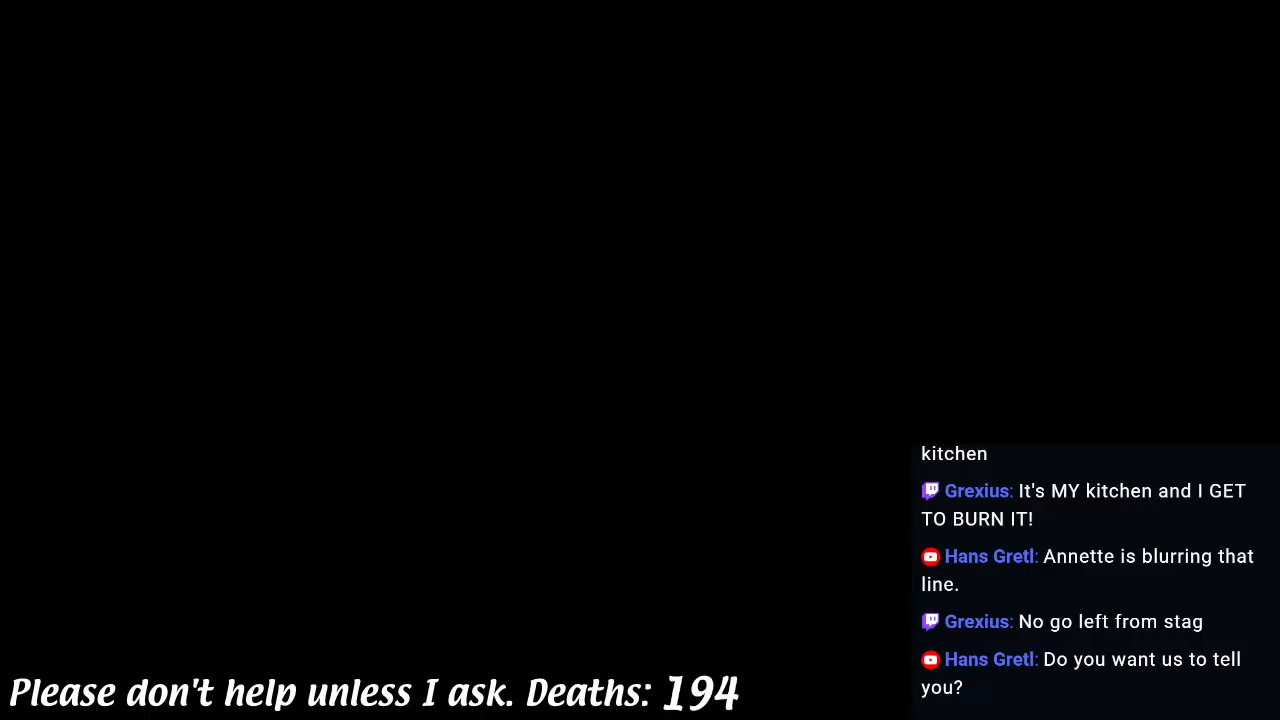 kitchen
Grexius: It's MY kitchen and I GET
TO BURN IT!
Hans Gretl: Annette is blurring that
line.
Grexius: No go left from stag
Hans Gretl: Do you want us to tell
you?
Please don't help unless I ask. Deaths: 194